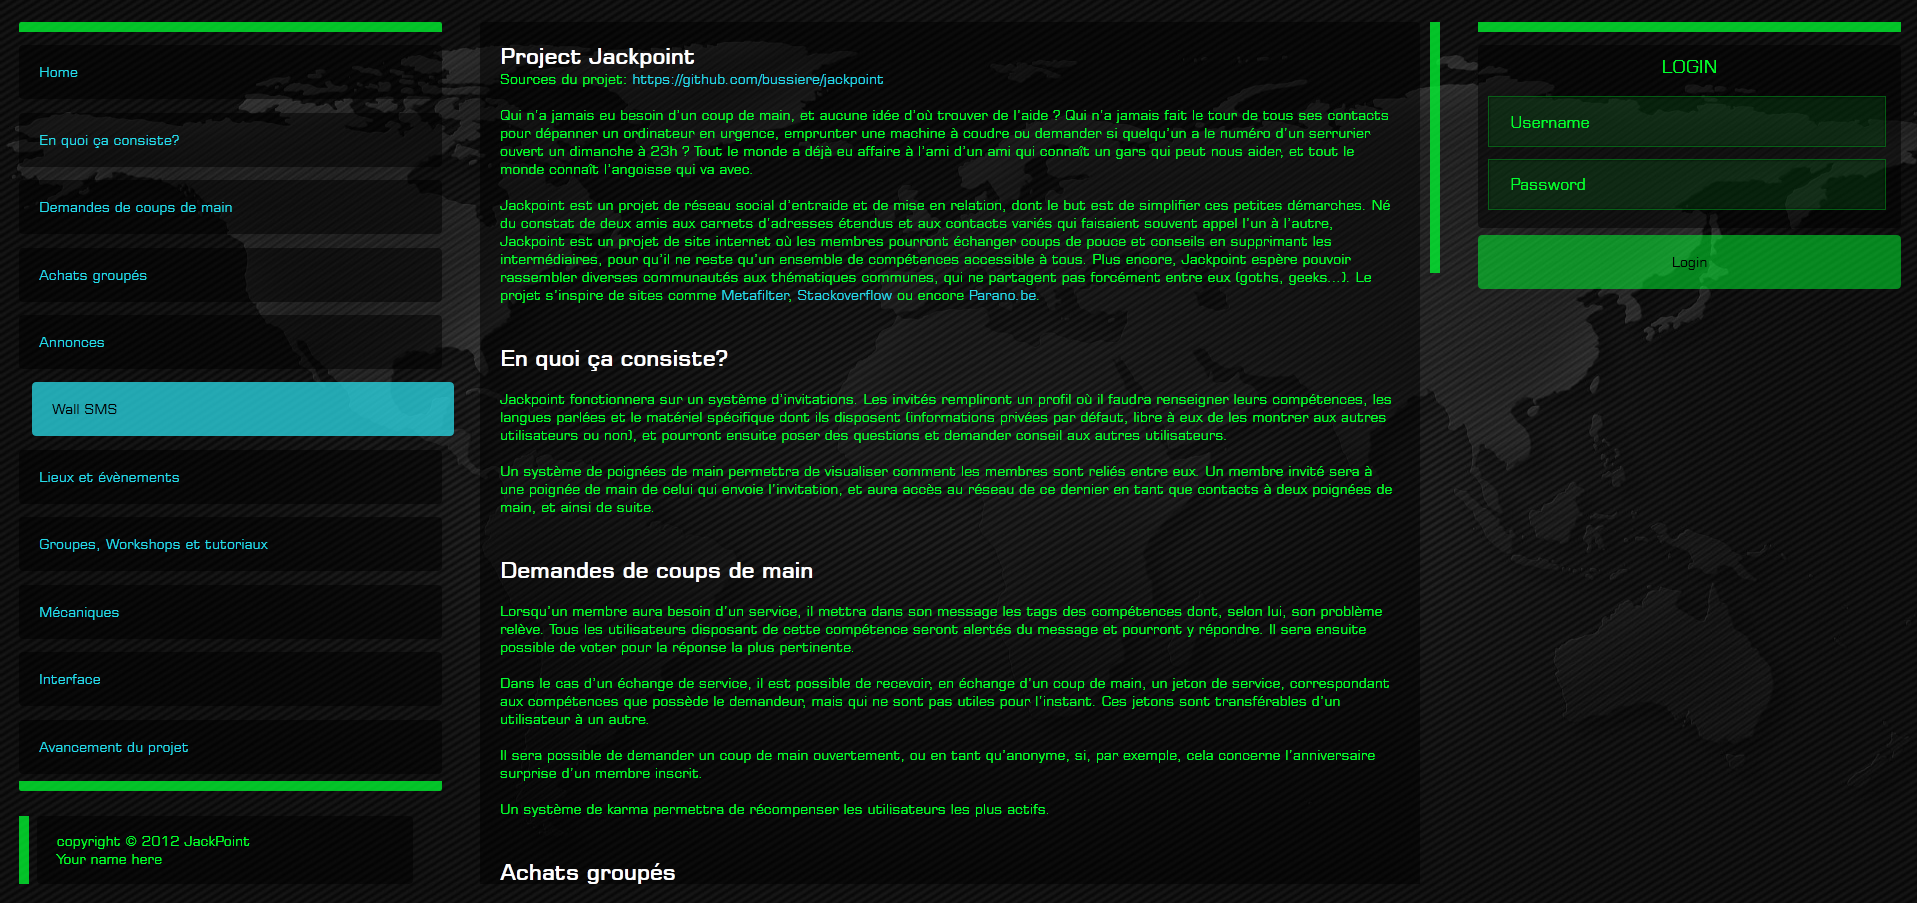 Home
En quoi ça consiste?
Demandes de coups de main
Achats groupés
Annonces
Wall SMS
Lieux et évènements
Groupes, Workshops et tutoriaux
Mécaniques
Interface
Avancement du projet
copyright © 2012 JackPoint
Your name here
Project Jackpoint
Sources du projet: https://github.com/bussiere/jackpoint
Qui n'a jamais eu besoin d'un coup de main, et aucune idée d'où trouver de l'aide ? Qui n'a jamais fait le tour de tous ses contacts
pour dépanner un ordinateur en urgence, emprunter une machine à coudre ou demander si quelqu'un a le numéro d'un serrurier
ouvert un dimanche à 23h ? Tout le monde a déjà eu affaire à l'ami d'un ami qui connaît un gars qui peut nous aider, et tout le
monde connaît l'angoisse qui va avec.
Jackpoint est un projet de réseau social d'entraide et de mise en relation, dont le but est de simplifier ces petites démarches. Né
du constat de deux amis aux carnets d'adresses étendus et aux contacts variés qui faisaient souvent appel l'un à l'autre,
Jackpoint est un projet de site internet où les membres pourront échanger coups de pouce et conseils en supprimant les
intermédiaires, pour qu'il ne reste qu'un ensemble de compétences accessible à tous. Plus encore, Jackpoint espère pouvoir
rassembler diverses communautés aux thématiques communes, qui ne partagent pas forcément entre eux (goths, geeks...). Le
projet s'inspire de sites comme Metafilter, Stackoverflow ou encore Parano.be.
En quoi ça consiste?
Jackpoint fonctionnera sur un système d'invitations. Les invités rempliront un profil où il faudra renseigner leurs compétences, les
langues parlées et le matériel spécifique dont ils disposent (informations privées par défaut, libre à eux de les montrer aux autres
utilisateurs ou non), et pourront ensuite poser des questions et demander conseil aux autres utilisateurs.
Un système de poignées de main permettra de visualiser comment les membres sont reliés entre eux. Un membre invité sera à
une poignée de main de celui qui envoie l'invitation, et aura accès au réseau de ce dernier en tant que contacts à deux poignées de
main, et ainsi de suite.
Demandes de coups de main
Lorsqu'un membre aura besoin d'un service, il mettra dans son message les tags des compétences dont, selon lui, son problème
relève. Tous les utilisateurs disposant de cette compétence seront alertés du message et pourront y répondre. Il sera ensuite
possible de voter pour la réponse la plus pertinente.
Dans le cas d'un échange de service, il est possible de recevoir, en échange d'un coup de main, un jeton de service, correspondant
aux compétences que possède le demandeur, mais qui ne sont pas utiles pour l'instant. Ces jetons sont transférables d'un
utilisateur à un autre.
Il sera possible de demander un coup de main ouvertement, ou en tant qu'anonyme, si, par exemple, cela concerne l'anniversaire
surprise d'un membre inscrit.
Un système de karma permettra de récompenser les utilisateurs les plus actifs.
Achats groupés
LOGIN
Username
Password
Login